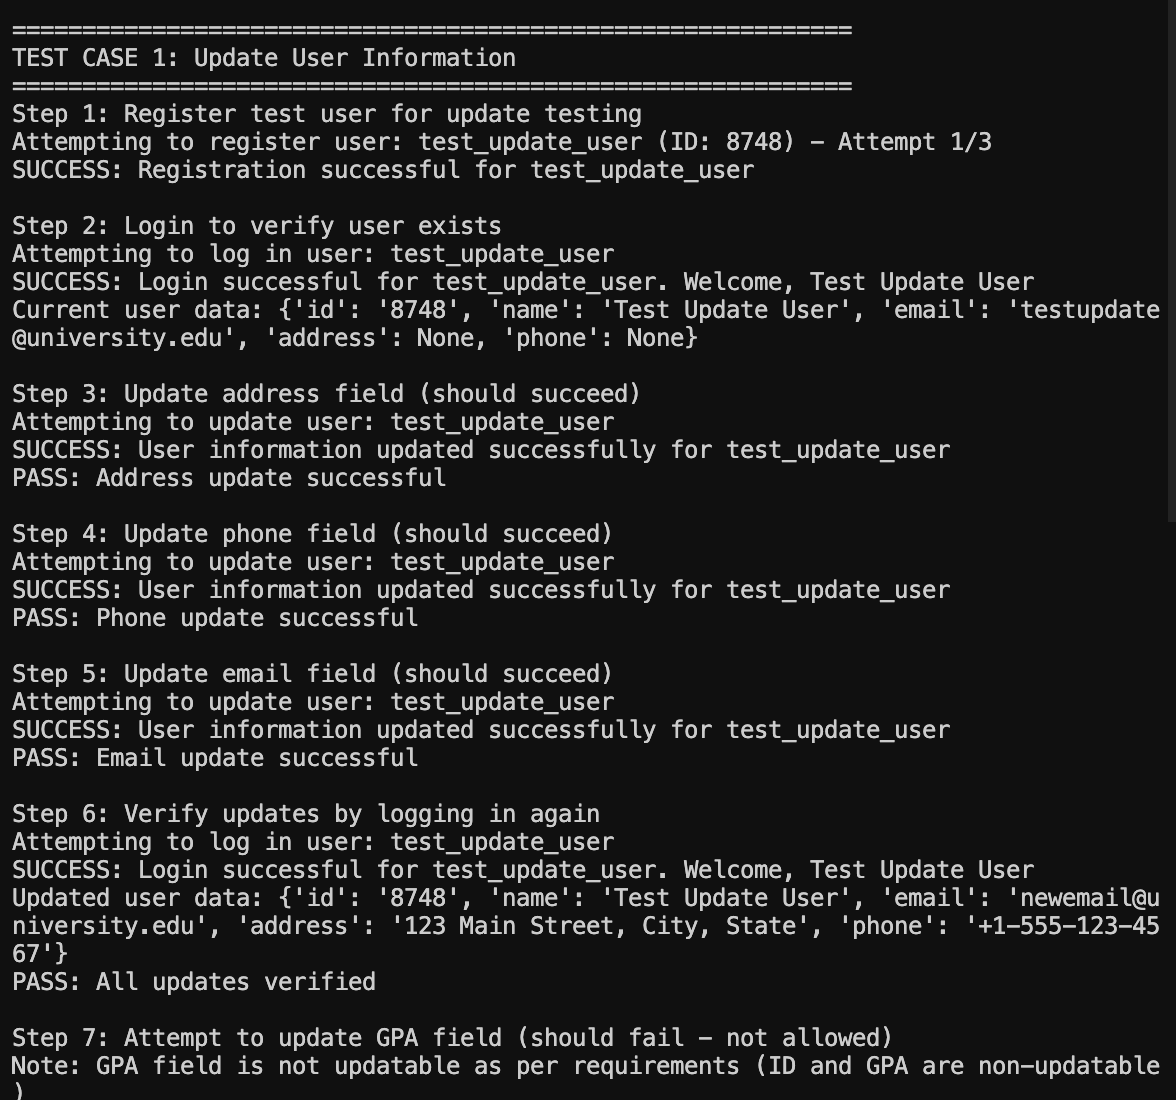 ============================================================
TEST CASE 1: Update User Information
============================================================
Step 1: Register test user for update testing
Attempting to register user: test_update_user (ID: 8748) – Attempt 1/3
SUCCESS: Registration successful for test_update_user

Step 2: Login to verify user exists
Attempting to log in user: test_update_user
SUCCESS: Login successful for test_update_user. Welcome, Test Update User
Current user data: {'id': '8748', 'name': 'Test Update User', 'email': 'testupdate
@university.edu', 'address': None, 'phone': None}

Step 3: Update address field (should succeed)
Attempting to update user: test_update_user
SUCCESS: User information updated successfully for test_update_user
PASS: Address update successful

Step 4: Update phone field (should succeed)
Attempting to update user: test_update_user
SUCCESS: User information updated successfully for test_update_user
PASS: Phone update successful

Step 5: Update email field (should succeed)
Attempting to update user: test_update_user
SUCCESS: User information updated successfully for test_update_user
PASS: Email update successful

Step 6: Verify updates by logging in again
Attempting to log in user: test_update_user
SUCCESS: Login successful for test_update_user. Welcome, Test Update User
Updated user data: {'id': '8748', 'name': 'Test Update User', 'email': 'newemail@u
niversity.edu', 'address': '123 Main Street, City, State', 'phone': '+1-555-123-45
67'}
PASS: All updates verified

Step 7: Attempt to update GPA field (should fail – not allowed)
Note: GPA field is not updatable as per requirements (ID and GPA are non-updatable
)